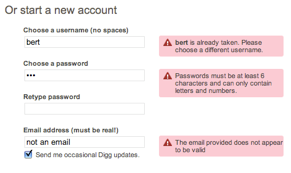 Or start a new account
Choose a username (no spaces)
bert
bert is already taken. Please
choose a different username.
Choose a password
•••
Passwords must be at least 6
characters and can only contain
letters and numbers.
Retype password
Email address (must be real!)
not an email
The email provided does not appear
to be valid
Send me occasional Digg updates.